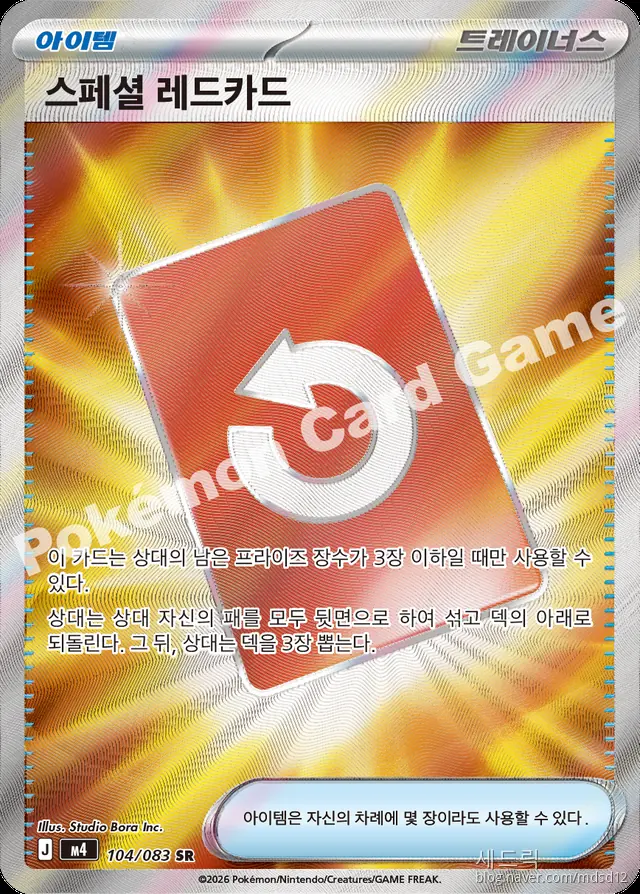 아이템
트레이너스
스페셜 레드카드
Pokémon Card Game
이 카드는 상대의 남은 프라이즈 장수가 3장 이하일 때만 사용할 수
있다.
상대는 상대 자신의 패를 모두 뒷면으로 하여 섞고 덱의 아래로
되돌린다. 그 뒤, 상대는 덱을 3장 뽑는다.
아이템은 자신의 차례에 몇 장이라도 사용할 수 있다.
Illus. Studio Bora Inc.
J M4 104/083 SR
©2026 Pokémon/Nintendo/Creatures/GAME FREAK.
세드릭
blog.naver.com/mdsd12